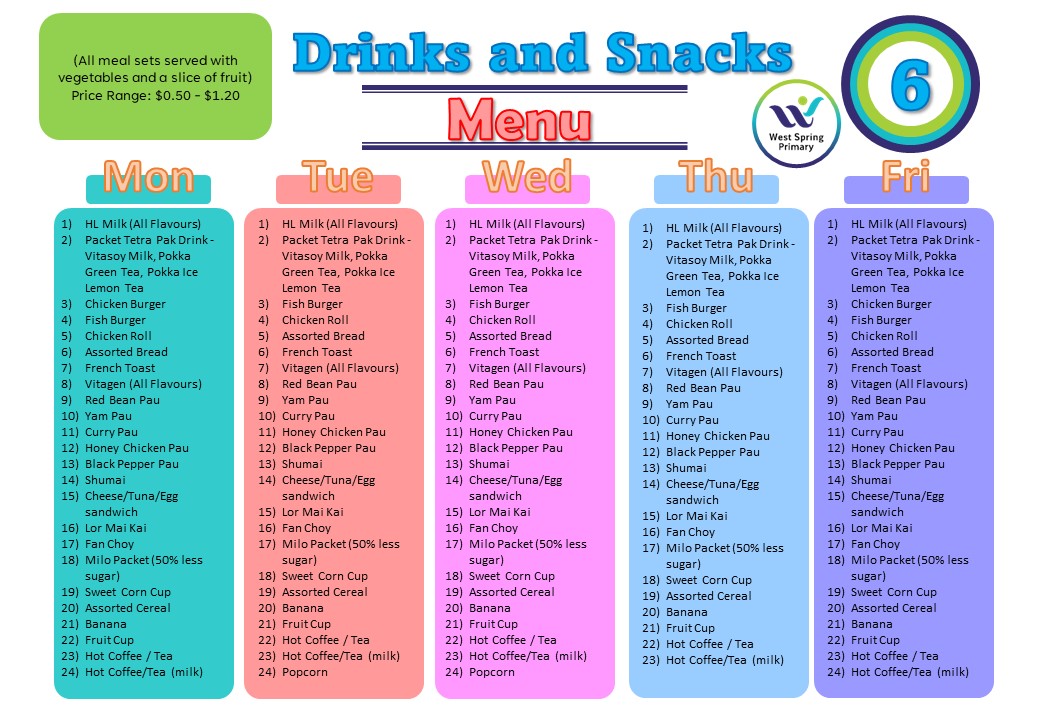 (All meal sets served with
vegetables and a slice of fruit)
Price Range: $0.50 – $1.20
Drinks and Snacks
Menu
West Spring
Primary
6
Mon
1) HL Milk (All Flavours)
2) Packet Tetra Pak Drink -
Vitasoy Milk, Pokka
Green Tea, Pokka Ice
Lemon Tea
3) Chicken Burger
4) Fish Burger
5) Chicken Roll
6) Assorted Bread
7) French Toast
8) Vitagen (All Flavours)
9) Red Bean Pau
10) Yam Pau
11) Curry Pau
12) Honey Chicken Pau
13) Black Pepper Pau
14) Shumai
15) Cheese/Tuna/Egg
sandwich
16) Lor Mai Kai
17) Fan Choy
18) Milo Packet (50% less
sugar)
19) Sweet Corn Cup
20) Assorted Cereal
21) Banana
22) Fruit Cup
23) Hot Coffee / Tea
24) Hot Coffee/Tea (milk)
Tue
1) HL Milk (All Flavours)
2) Packet Tetra Pak Drink -
Vitasoy Milk, Pokka
Green Tea, Pokka Ice
Lemon Tea
3) Fish Burger
4) Chicken Roll
5) Assorted Bread
6) French Toast
7) Vitagen (All Flavours)
8) Red Bean Pau
9) Yam Pau
10) Curry Pau
11) Honey Chicken Pau
12) Black Pepper Pau
13) Shumai
14) Cheese/Tuna/Egg
sandwich
15) Lor Mai Kai
16) Fan Choy
17) Milo Packet (50% less
sugar)
18) Sweet Corn Cup
19) Assorted Cereal
20) Banana
21) Fruit Cup
22) Hot Coffee / Tea
23) Hot Coffee/Tea (milk)
24) Popcorn
Wed
1) HL Milk (All Flavours)
2) Packet Tetra Pak Drink -
Vitasoy Milk, Pokka
Green Tea, Pokka Ice
Lemon Tea
3) Fish Burger
4) Chicken Roll
5) Assorted Bread
6) French Toast
7) Vitagen (All Flavours)
8) Red Bean Pau
9) Yam Pau
10) Curry Pau
11) Honey Chicken Pau
12) Black Pepper Pau
13) Shumai
14) Cheese/Tuna/Egg
sandwich
15) Lor Mai Kai
16) Fan Choy
17) Milo Packet (50% less
sugar)
18) Sweet Corn Cup
19) Assorted Cereal
20) Banana
21) Fruit Cup
22) Hot Coffee / Tea
23) Hot Coffee/Tea (milk)
24) Popcorn
Thu
1) HL Milk (All Flavours)
2) Packet Tetra Pak Drink -
Vitasoy Milk, Pokka
Green Tea, Pokka Ice
Lemon Tea
3) Fish Burger
4) Chicken Roll
5) Assorted Bread
6) French Toast
7) Vitagen (All Flavours)
8) Red Bean Pau
9) Yam Pau
10) Curry Pau
11) Honey Chicken Pau
12) Black Pepper Pau
13) Shumai
14) Cheese/Tuna/Egg
sandwich
15) Lor Mai Kai
16) Fan Choy
17) Milo Packet (50% less
sugar)
18) Sweet Corn Cup
19) Assorted Cereal
20) Banana
21) Fruit Cup
22) Hot Coffee / Tea
23) Hot Coffee/Tea (milk)
Fri
1) HL Milk (All Flavours)
2) Packet Tetra Pak Drink -
Vitasoy Milk, Pokka
Green Tea, Pokka Ice
Lemon Tea
3) Chicken Burger
4) Fish Burger
5) Chicken Roll
6) Assorted Bread
7) French Toast
8) Vitagen (All Flavours)
9) Red Bean Pau
10) Yam Pau
11) Curry Pau
12) Honey Chicken Pau
13) Black Pepper Pau
14) Shumai
15) Cheese/Tuna/Egg
sandwich
16) Lor Mai Kai
17) Fan Choy
18) Milo Packet (50% less
sugar)
19) Sweet Corn Cup
20) Assorted Cereal
21) Banana
22) Fruit Cup
23) Hot Coffee / Tea
24) Hot Coffee/Tea (milk)